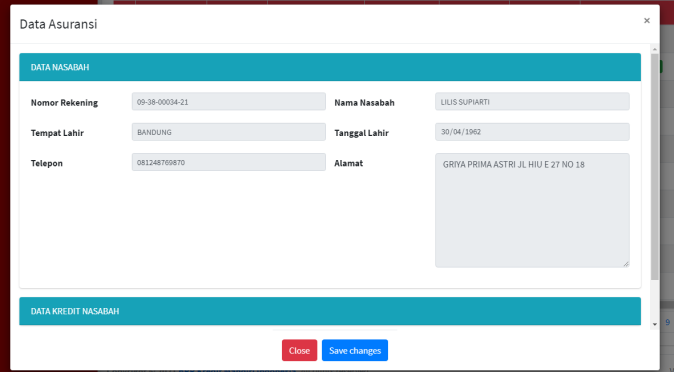 Data Asuransi ×
DATA NASABAH
Nomor Rekening 09-38-00034-21 Nama Nasabah LILIS SUPIARTI
Tempat Lahir BANDUNG Tanggal Lahir 30/04/1962
Telepon 081248769870 Alamat GRIYA PRIMA ASTRI JL HIU E 27 NO 18
DATA KREDIT NASABAH
9
Close Save changes